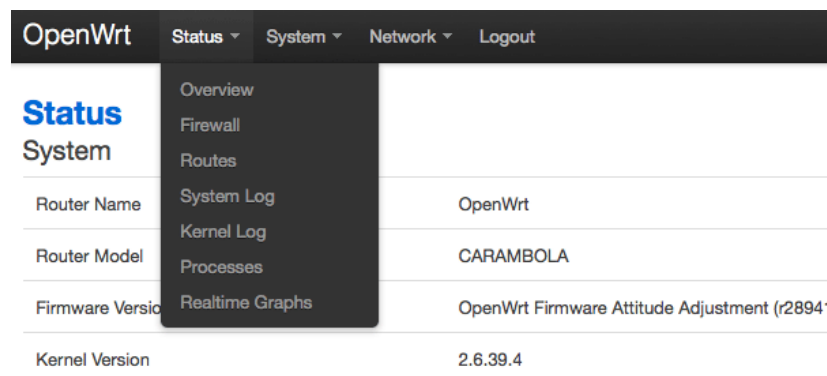 OpenWrt Status System Network Logout
Overview
Status
Firewall
System
Routes
System Log
Router Name OpenWrt
Kernel Log
Router Model CARAMBOLA
Processes
Realtime Graphs
Firmware Versio OpenWrt Firmware Attitude Adjustment (r28941
Kernel Version 2.6.39.4